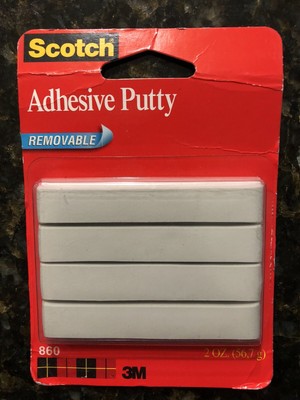 Scotch
Adhesive Putty
REMOVABLE
860
2 OZ. (56,7 g)
3M